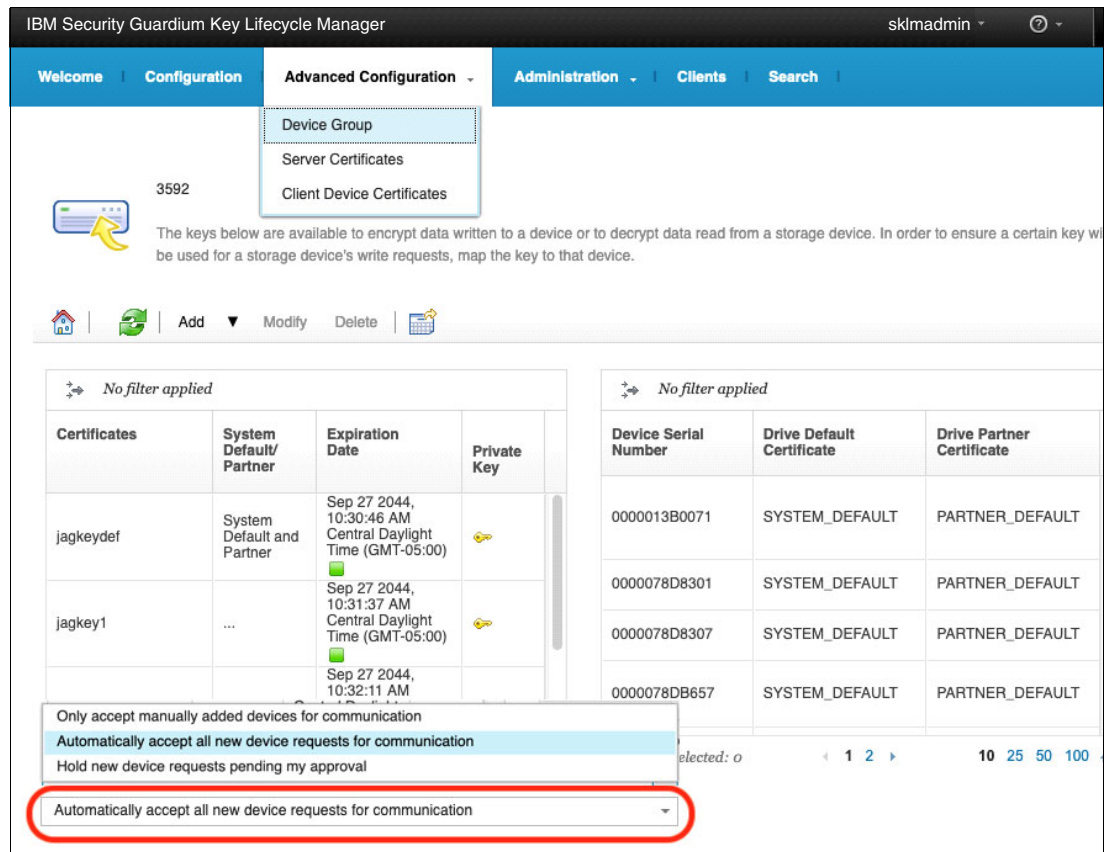 IBM Security Guardium Key Lifecycle Manager
sklmadmin
Welcome
Configuration
Advanced Configuration
Administration
Clients
Search
Device Group
Server Certificates
Client Device Certificates
3592
The keys below are available to encrypt data written to a device or to decrypt data read from a storage device. In order to ensure a certain key wi
be used for a storage device's write requests, map the key to that device.
Add
Modify
Delete
No filter applied
Certificates
System
Default/
Partner
Expiration
Date
Private
Key
jagkeydef
System
Default and
Partner
Sep 27 2044,
10:30:46 AM
Central Daylight
Time (GMT-05:00)
jagkey1
...
Sep 27 2044,
10:31:37 AM
Central Daylight
Time (GMT-05:00)
Sep 27 2044,
10:32:11 AM
No filter applied
Device Serial
Number
Drive Default
Certificate
Drive Partner
Certificate
0000013B0071 SYSTEM_DEFAULT PARTNER_DEFAULT
0000078D8301 SYSTEM_DEFAULT PARTNER_DEFAULT
0000078D8307 SYSTEM_DEFAULT PARTNER_DEFAULT
0000078DB657 SYSTEM_DEFAULT PARTNER_DEFAULT
elected: 0
1 2
10 25 50 100
Only accept manually added devices for communication
Automatically accept all new device requests for communication
Hold new device requests pending my approval
Automatically accept all new device requests for communication